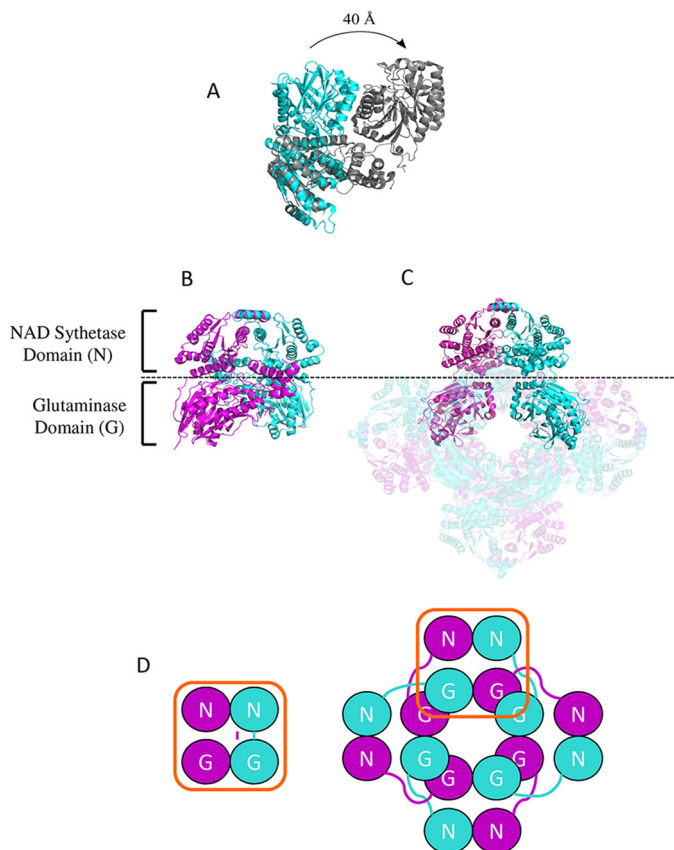 40 Å
A
B
C
NAD Sythetase
Domain (N)
Glutaminase
Domain (G)
D
N N
G G
N N
G G
N G G N
N G G N
G G
N N